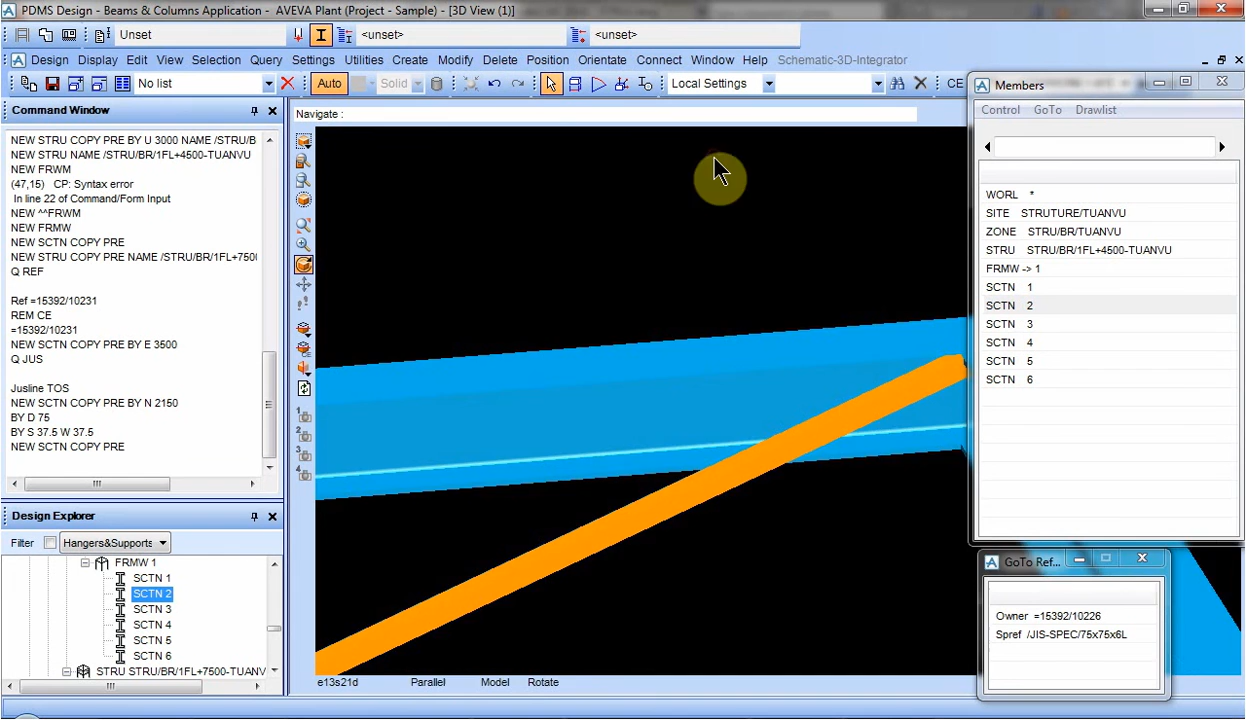 PDMS Design - Beams & Columns Application - AVEVA Plant (Project - Sample) - [3D View (1)]
Unset <unset> <unset>
Design Display Edit View Selection Query Settings Utilities Create Modify Delete Position Orientate Connect Window Help Schematic-3D-Integrator
No list Auto Solid Local Settings CE
Command Window
NEW STRU COPY PRE BY U 3000 NAME /STRU/B
NEW STRU NAME /STRU/BR/1FL+4500-TUANVU
NEW FRWM
(47,15) CP: Syntax error
In line 22 of Command/Form Input
NEW ^^FRWM
NEW FRMW
NEW SCTN COPY PRE
NEW STRU COPY PRE NAME /STRU/BR/1FL+750
Q REF
Ref =15392/10231
REM CE
=15392/10231
NEW SCTN COPY PRE BY E 3500
Q JUS
Jusline TOS
NEW SCTN COPY PRE BY N 2150
BY D 75
BY S 37.5 W 37.5
NEW SCTN COPY PRE
Design Explorer
Filter Hangers&Supports
FRMW 1
SCTN 1
SCTN 2
SCTN 3
SCTN 4
SCTN 5
SCTN 6
STRU STRU/BR/1FL+7500-TUANV
Navigate :
1
2
3
4
e13s21d Parallel Model Rotate
Members
Control GoTo Drawlist
WORL *
SITE STRUTURE/TUANVU
ZONE STRU/BR/TUANVU
STRU STRU/BR/1FL+4500-TUANVU
FRMW -> 1
SCTN 1
SCTN 2
SCTN 3
SCTN 4
SCTN 5
SCTN 6
GoTo Ref...
Owner =15392/10226
Spref /JIS-SPEC/75x75x6L